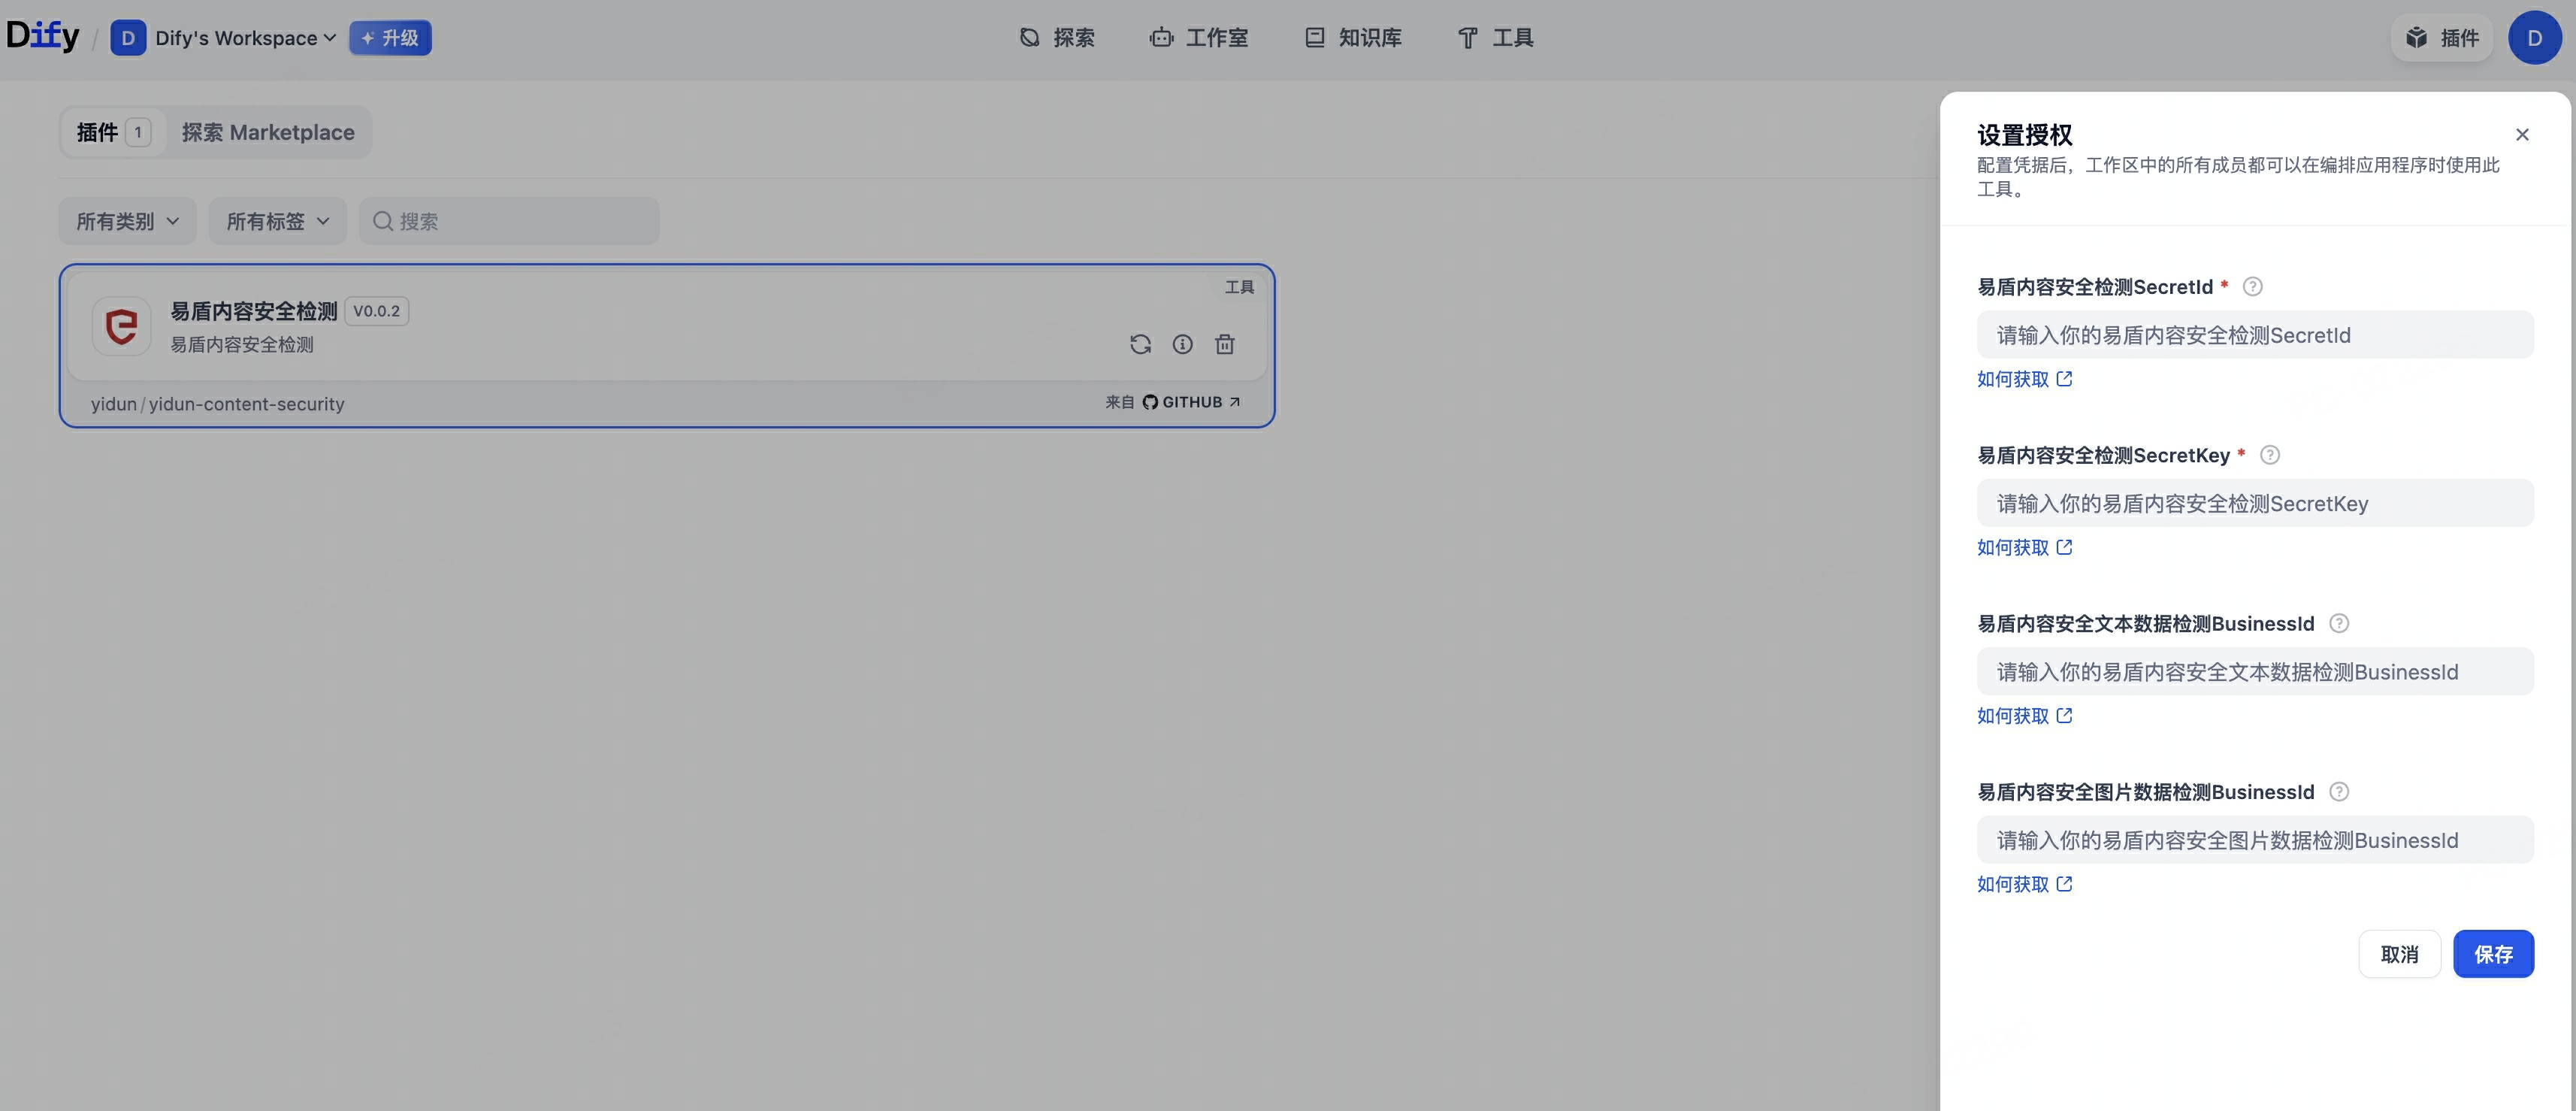 Dify / D Dify's Workspace 升级 探索 工作室 知识库 工具 插件 D
插件 1 探索 Marketplace
所有类别 所有标签 搜索
工具
易盾内容安全检测 V0.0.2
易盾内容安全检测
yidun / yidun-content-security 来自 GITHUB
设置授权
配置凭据后，工作区中的所有成员都可以在编排应用程序时使用此
工具。
易盾内容安全检测SecretId *
请输入你的易盾内容安全检测SecretId
如何获取
易盾内容安全检测SecretKey *
请输入你的易盾内容安全检测SecretKey
如何获取
易盾内容安全文本数据检测BusinessId
请输入你的易盾内容安全文本数据检测BusinessId
如何获取
易盾内容安全图片数据检测BusinessId
请输入你的易盾内容安全图片数据检测BusinessId
如何获取
取消 保存